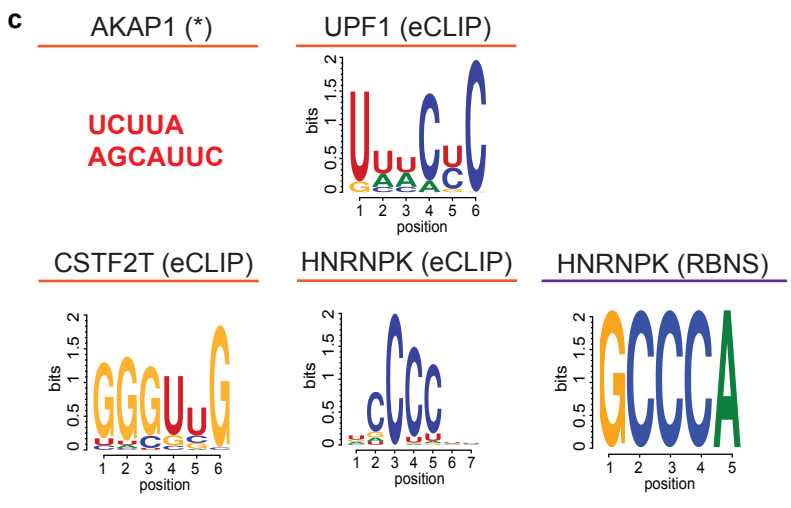 c
AKAP1 (*)
UPF1 (eCLIP)
UCUUA
AGCAUUC
bits
0 0.5 1 1.5 2
U G
U A C
U A C
C A
U C G
C
1 2 3 4 5 6
position
CSTF2T (eCLIP)
HNRNPK (eCLIP)
HNRNPK (RBNS)
bits
0 0.5 1 1.5 2
G U C
G U A C
G C U
U G C
U C G A
G
1 2 3 4 5 6
position
bits
0 0.5 1 1.5 2
U G A
C G A
C
C U
C U
1 2 3 4 5 6 7
position
bits
0 0.5 1 1.5 2
GCCCA
1 2 3 4 5
position